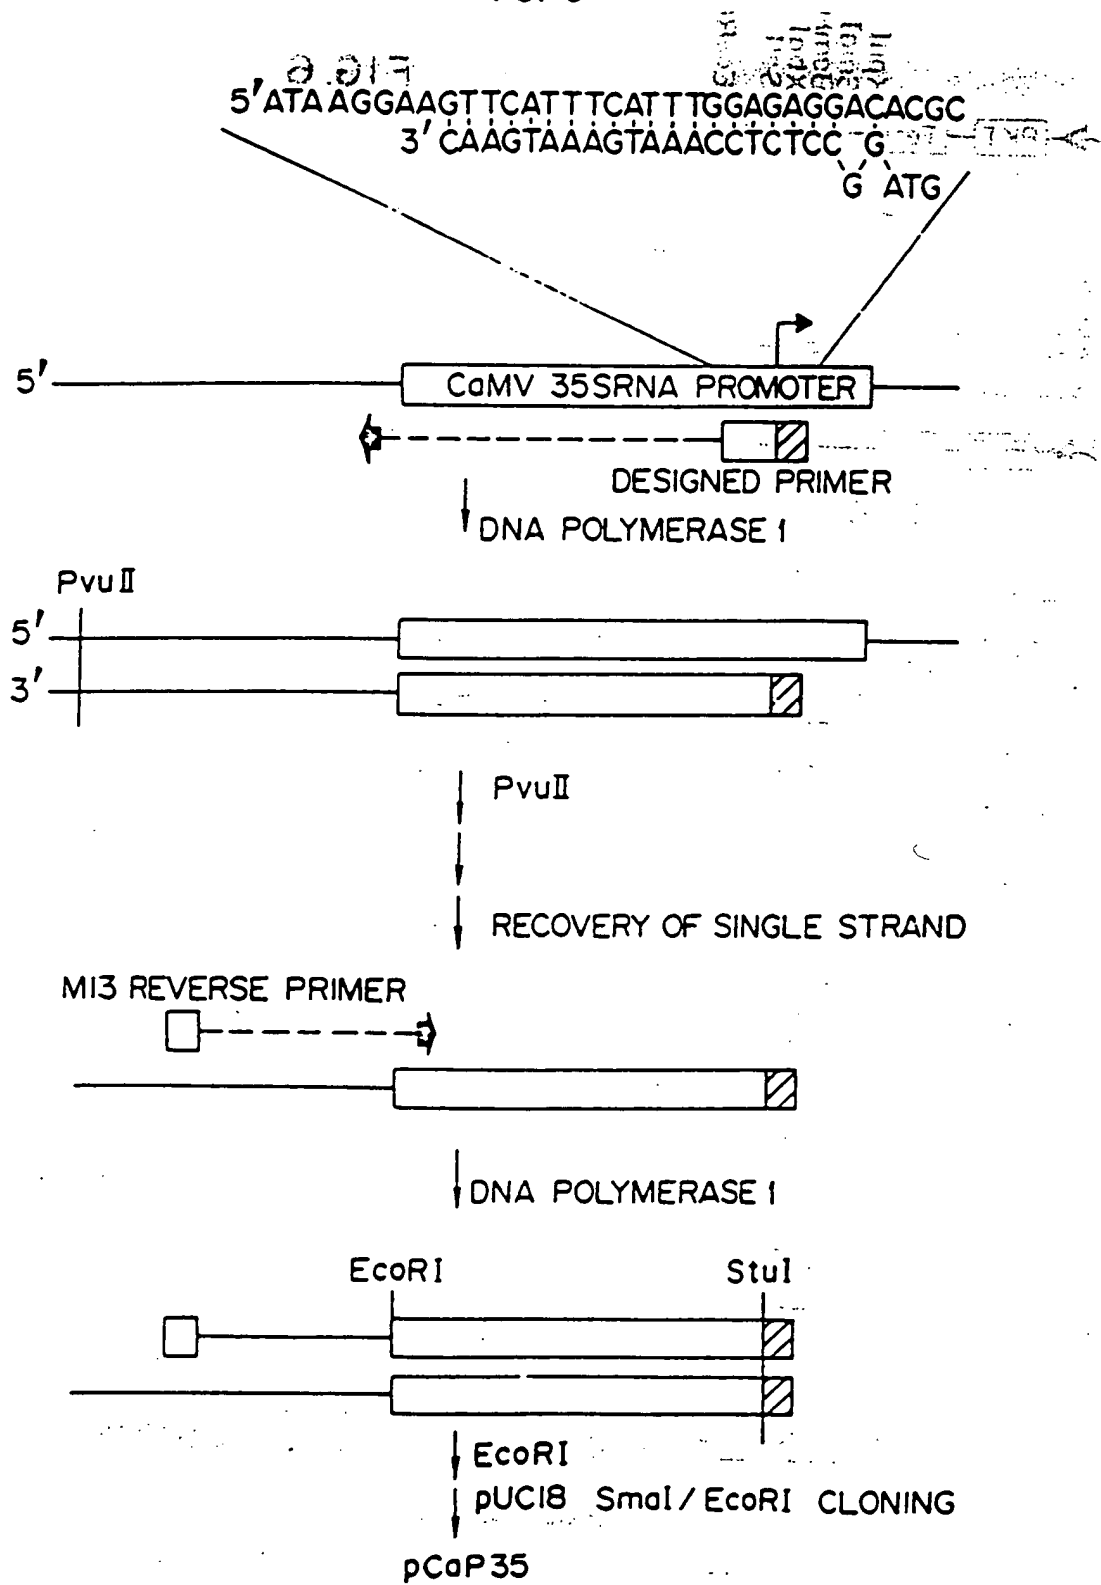 5'ATAAGGAAGTTCATTTCATTTGGAGAGGACACGC
3' CAAGTAAAGTAAACCTCTCC G
G ATG
5'
CaMV 35SRNA PROMOTER
DESIGNED PRIMER
DNA POLYMERASE 1
PvuII
5'
3'
PvuII
RECOVERY OF SINGLE STRAND
M13 REVERSE PRIMER
DNA POLYMERASE 1
EcoRI
StuI
EcoRI
pUC18 SmaI/EcoRI CLONING
pCaP35